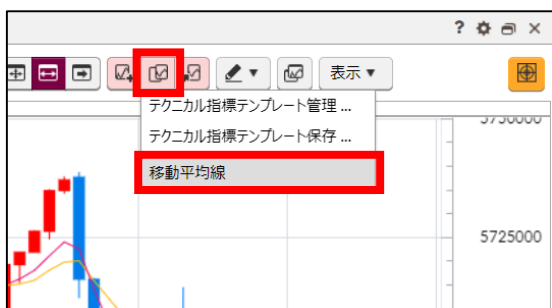 ?
表示▼
テクニカル指標テンプレート管理 ...
テクニカル指標テンプレート保存 ...
移動平均線
5750000
5725000